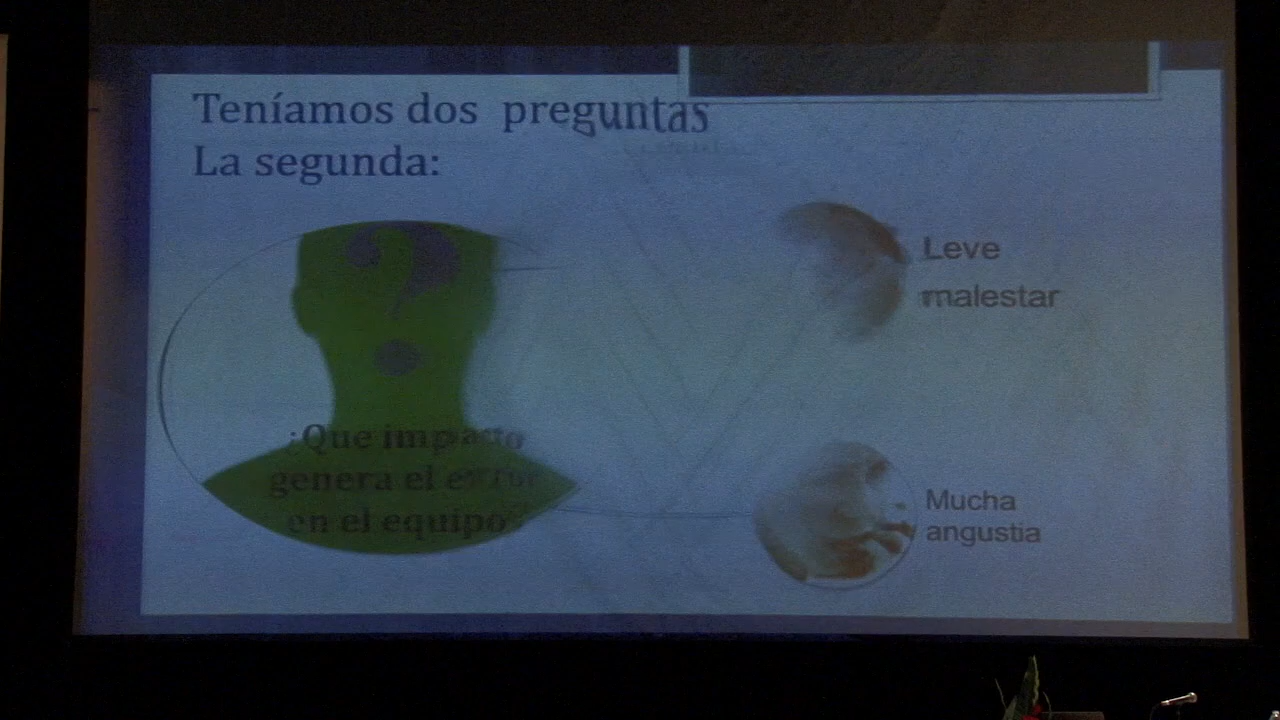 Teníamos dos preguntas
La segunda:
¿Que impacto
genera el error
en el equipo?
Leve
malestar
Mucha
angustia